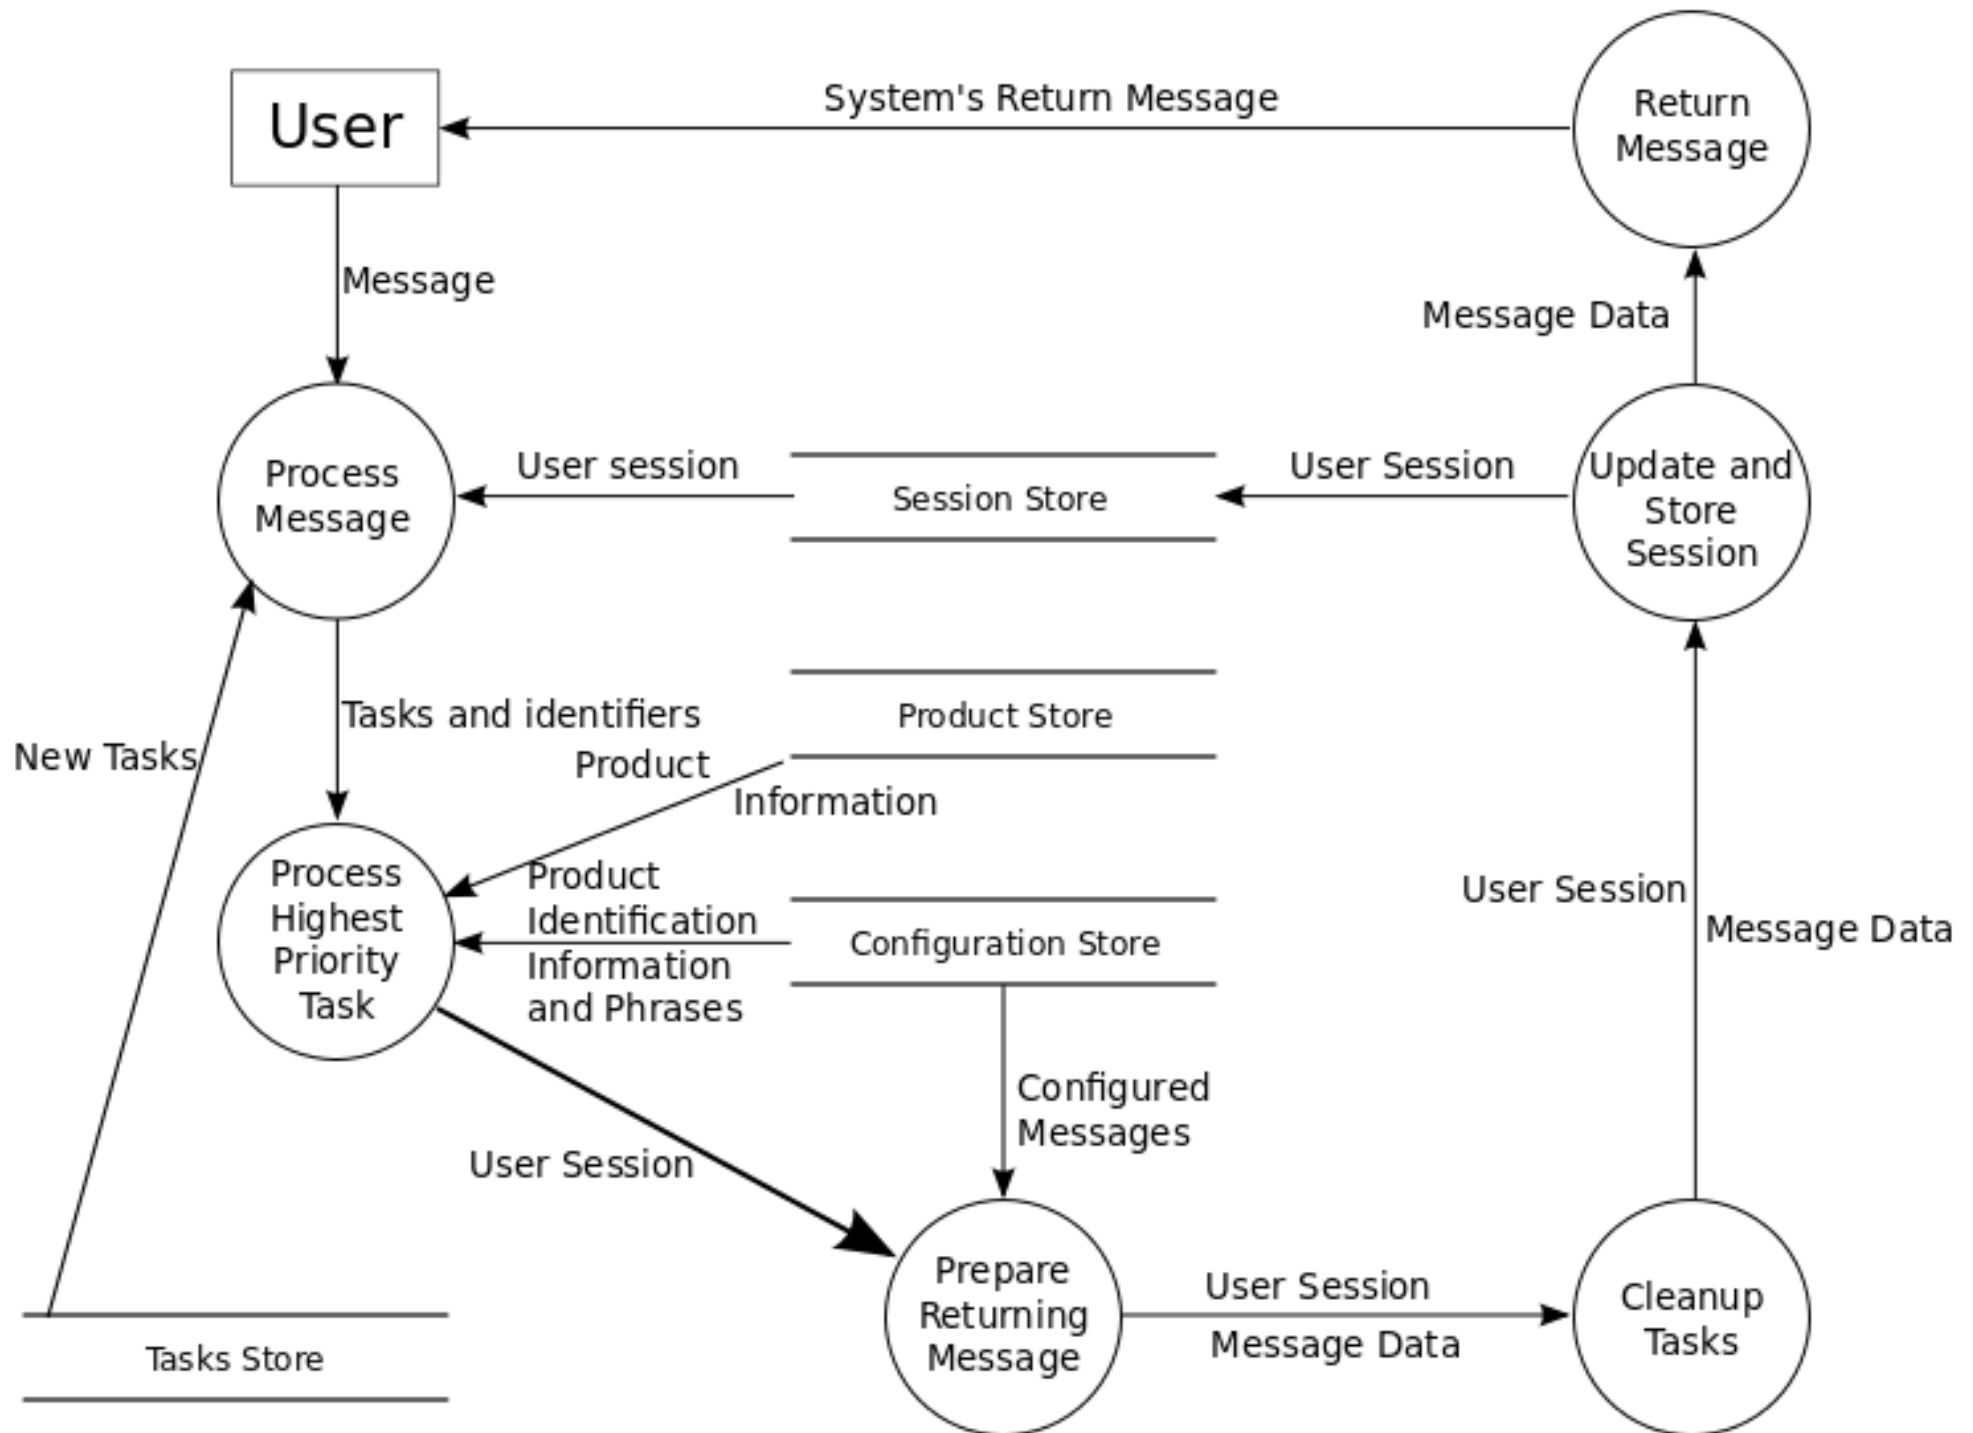 User
System's Return Message
Return
Message
Message
Message Data
Process
Message
User session
Session Store
User Session
Update and
Store
Session
New Tasks
Tasks and identifiers
Product Store
Product
Information
Process
Highest
Priority
Task
Product
Identification
Information
and Phrases
Configuration Store
User Session
Message Data
Configured
Messages
User Session
Prepare
Returning
Message
User Session
Message Data
Cleanup
Tasks
Tasks Store